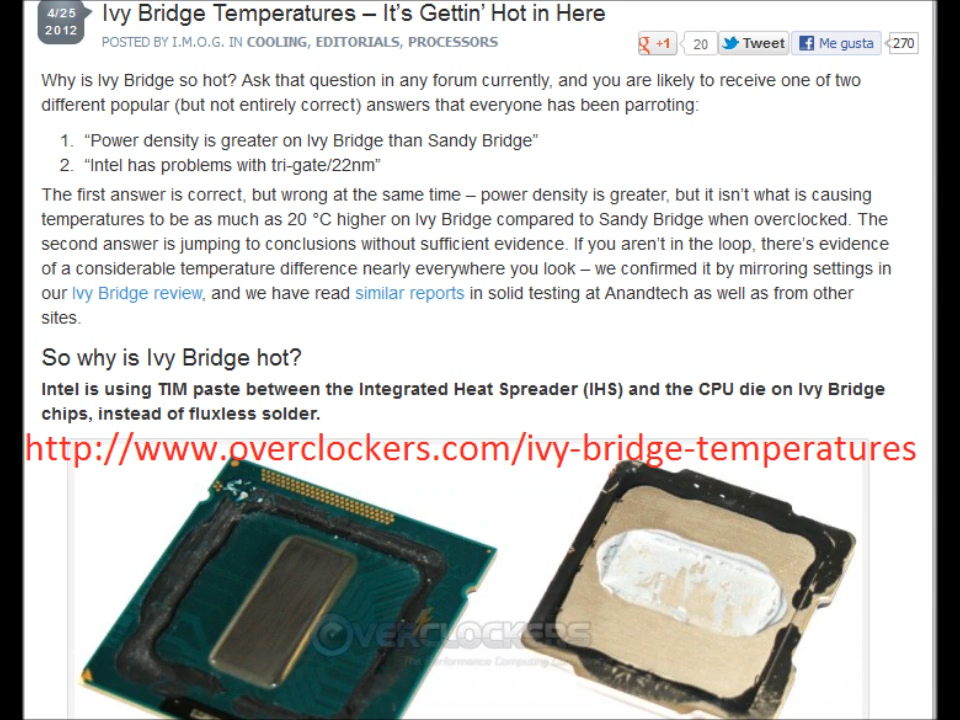 4/25
2012
Ivy Bridge Temperatures – It’s Gettin’ Hot in Here
POSTED BY I.M.O.G. IN COOLING, EDITORIALS, PROCESSORS
+1
20
Tweet
Me gusta
270
Why is Ivy Bridge so hot? Ask that question in any forum currently, and you are likely to receive one of two
different popular (but not entirely correct) answers that everyone has been parroting:
1. “Power density is greater on Ivy Bridge than Sandy Bridge”
2. “Intel has problems with tri-gate/22nm”
The first answer is correct, but wrong at the same time – power density is greater, but it isn’t what is causing
temperatures to be as much as 20 °C higher on Ivy Bridge compared to Sandy Bridge when overclocked. The
second answer is jumping to conclusions without sufficient evidence. If you aren’t in the loop, there’s evidence
of a considerable temperature difference nearly everywhere you look – we confirmed it by mirroring settings in
our Ivy Bridge review, and we have read similar reports in solid testing at Anandtech as well as from other
sites.
So why is Ivy Bridge hot?
Intel is using TIM paste between the Integrated Heat Spreader (IHS) and the CPU die on Ivy Bridge
chips, instead of fluxless solder.
http://www.overclockers.com/ivy-bridge-temperatures
OVERCLOCKERS
The Performance Computing